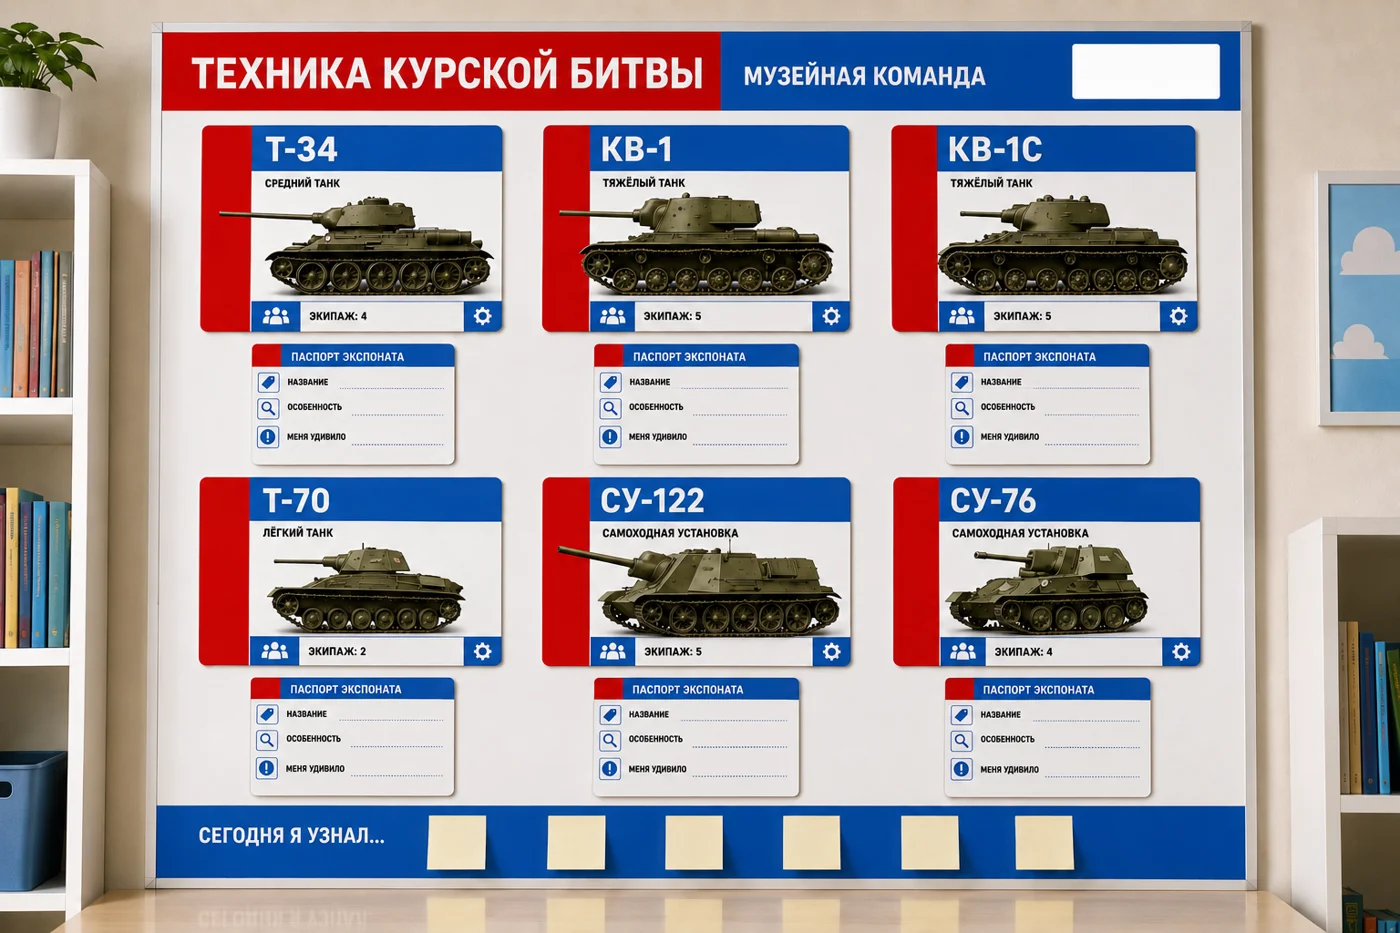 ТЕХНИКА КУРСКОЙ БИТВЫ
МУЗЕЙНАЯ КОМАНДА
Т-34
СРЕДНИЙ ТАНК
ЭКИПАЖ: 4
КВ-1
ТЯЖЁЛЫЙ ТАНК
ЭКИПАЖ: 5
КВ-1С
ТЯЖЁЛЫЙ ТАНК
ЭКИПАЖ: 5
ПАСПОРТ ЭКСПОНАТА
НАЗВАНИЕ
ОСОБЕННОСТЬ
МЕНЯ УДИВИЛО
ПАСПОРТ ЭКСПОНАТА
НАЗВАНИЕ
ОСОБЕННОСТЬ
МЕНЯ УДИВИЛО
ПАСПОРТ ЭКСПОНАТА
НАЗВАНИЕ
ОСОБЕННОСТЬ
МЕНЯ УДИВИЛО
Т-70
ЛЁГКИЙ ТАНК
ЭКИПАЖ: 2
СУ-122
САМОХОДНАЯ УСТАНОВКА
ЭКИПАЖ: 5
СУ-76
САМОХОДНАЯ УСТАНОВКА
ЭКИПАЖ: 4
ПАСПОРТ ЭКСПОНАТА
НАЗВАНИЕ
ОСОБЕННОСТЬ
МЕНЯ УДИВИЛО
ПАСПОРТ ЭКСПОНАТА
НАЗВАНИЕ
ОСОБЕННОСТЬ
МЕНЯ УДИВИЛО
ПАСПОРТ ЭКСПОНАТА
НАЗВАНИЕ
ОСОБЕННОСТЬ
МЕНЯ УДИВИЛО
СЕГОДНЯ Я УЗНАЛ...